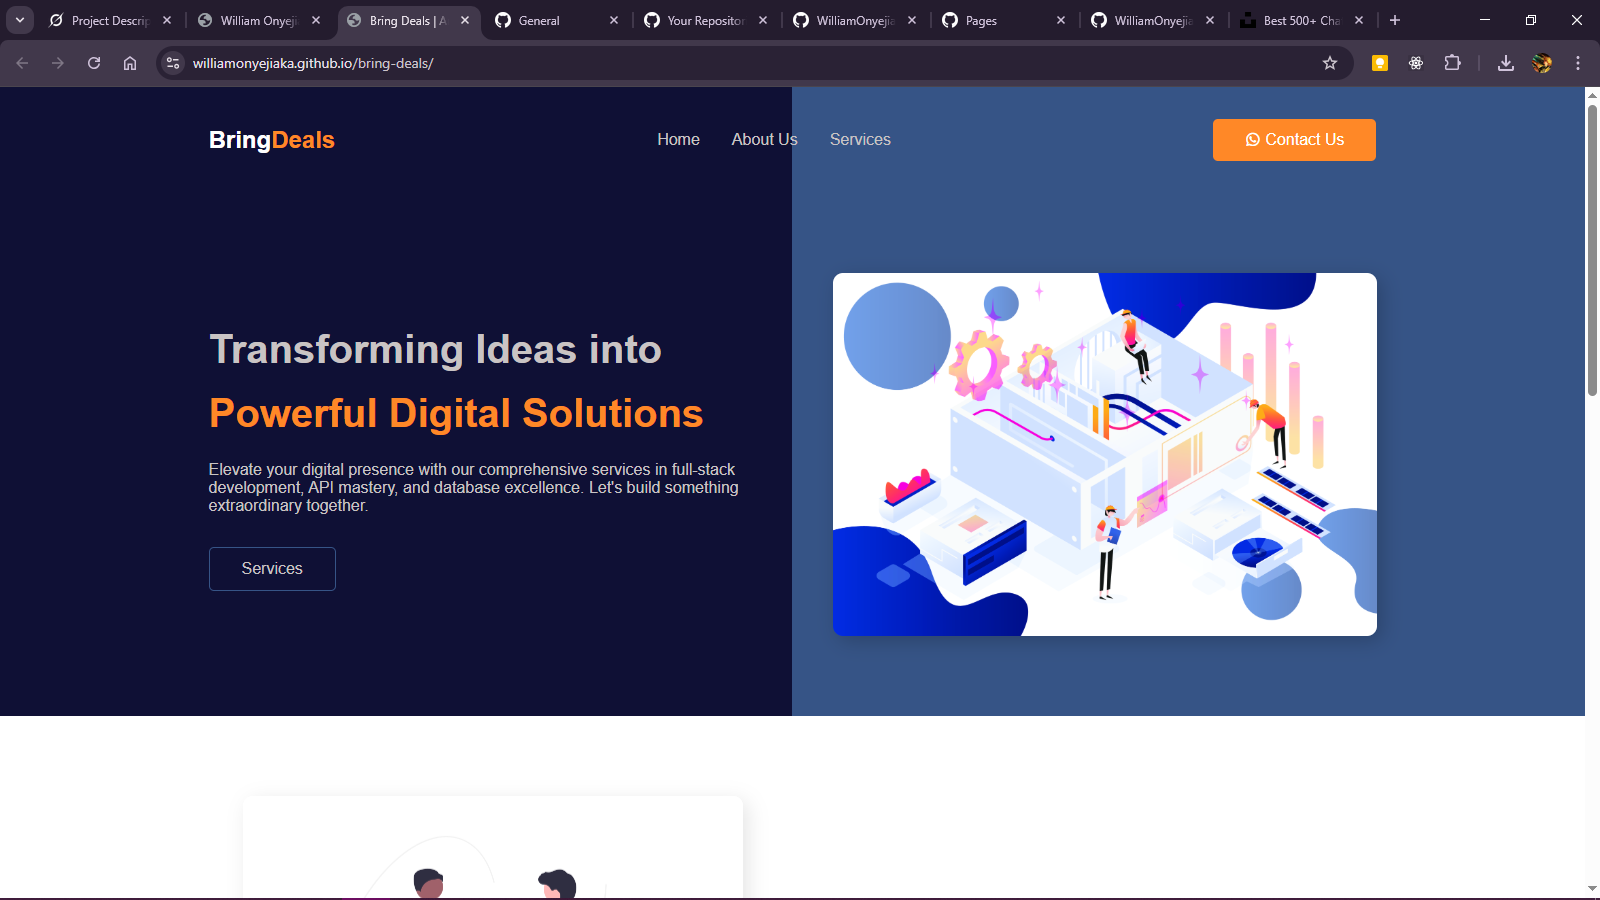 Project Descrip
William Onyeji
Bring Deals | A
General
Your Repositor
WilliamOnyejia
Pages
WilliamOnyejia
Best 500+ Cha
williamonyejiaka.github.io/bring-deals/
BringDeals
Home
About Us
Services
Contact Us
Transforming Ideas into
Powerful Digital Solutions
Elevate your digital presence with our comprehensive services in full-stack
development, API mastery, and database excellence. Let's build something
extraordinary together.
Services